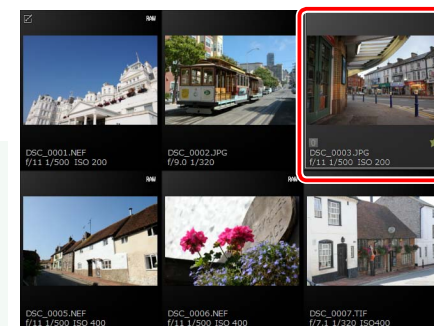 RAW
DSC_0001.NEF
f/11 1/500 ISO 200
DSC_0002.JPG
f/9.0 1/320
DSC_0003.JPG
f/11 1/500 ISO 200
RAW
DSC_0005.NEF
f/11 1/500 ISO 400
RAW
DSC_0006.NEF
f/11 1/500 ISO 400
DSC_0007.TIF
f/7.1 1/320 ISO400